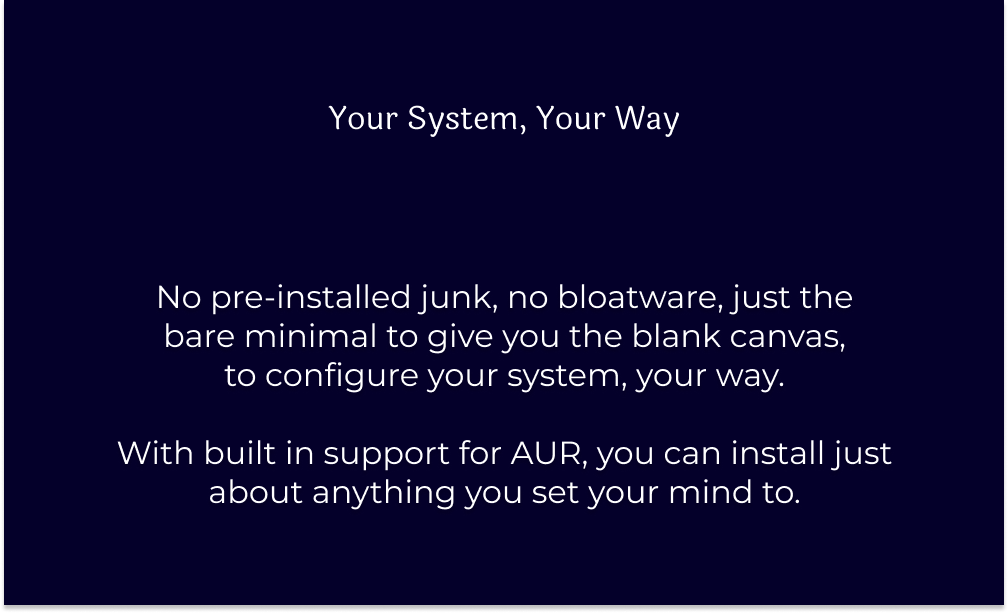 Your System, Your Way
No pre-installed junk, no bloatware, just the
bare minimal to give you the blank canvas,
to configure your system, your way.
With built in support for AUR, you can install just
about anything you set your mind to.